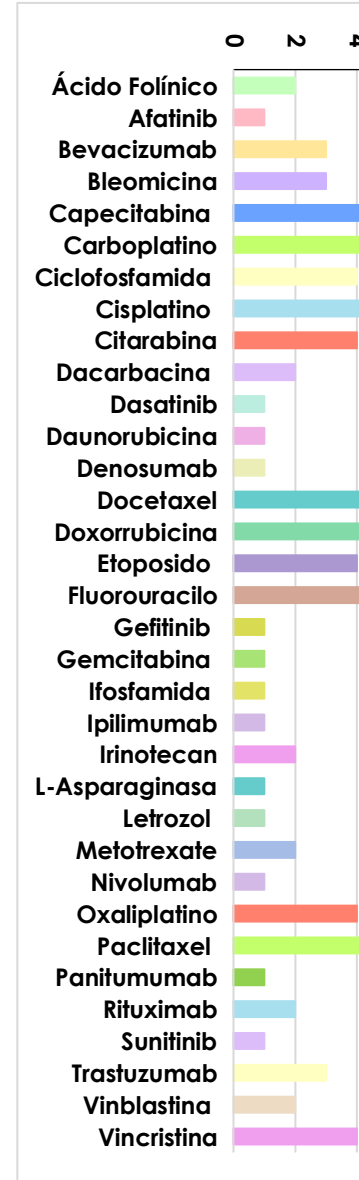 0 2 4
Ácido Folínico
Afatinib
Bevacizumab
Bleomicina
Capecitabina
Carboplatino
Ciclofosfamida
Cisplatino
Citarabina
Dacarbacina
Dasatinib
Daunorubicina
Denosumab
Docetaxel
Doxorrubicina
Etoposido
Fluorouracilo
Gefitinib
Gemcitabina
Ifosfamida
Ipilimumab
Irinotecan
L-Asparaginasa
Letrozol
Metotrexate
Nivolumab
Oxaliplatino
Paclitaxel
Panitumumab
Rituximab
Sunitinib
Trastuzumab
Vinblastina
Vincristina